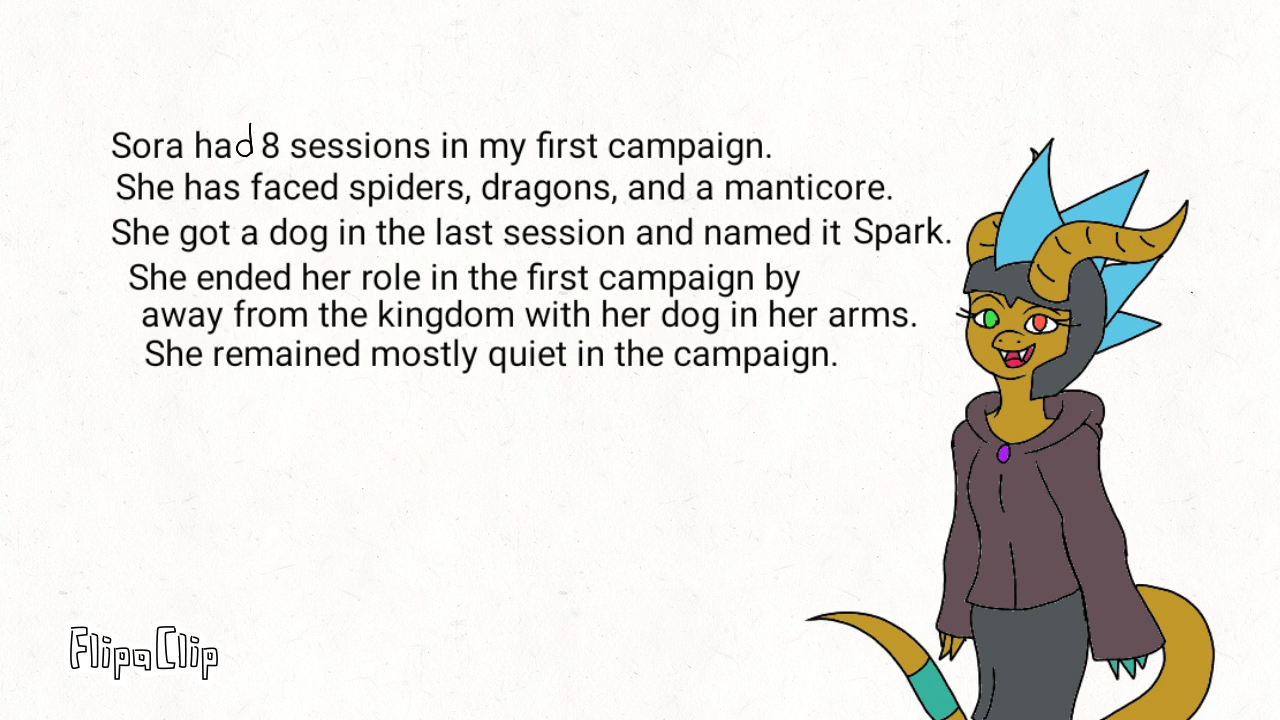 Sora had 8 sessions in my first campaign.
She has faced spiders, dragons, and a manticore.
She got a dog in the last session and named it Spark.
She ended her role in the first campaign by
away from the kingdom with her dog in her arms.
She remained mostly quiet in the campaign.
FlipaClip